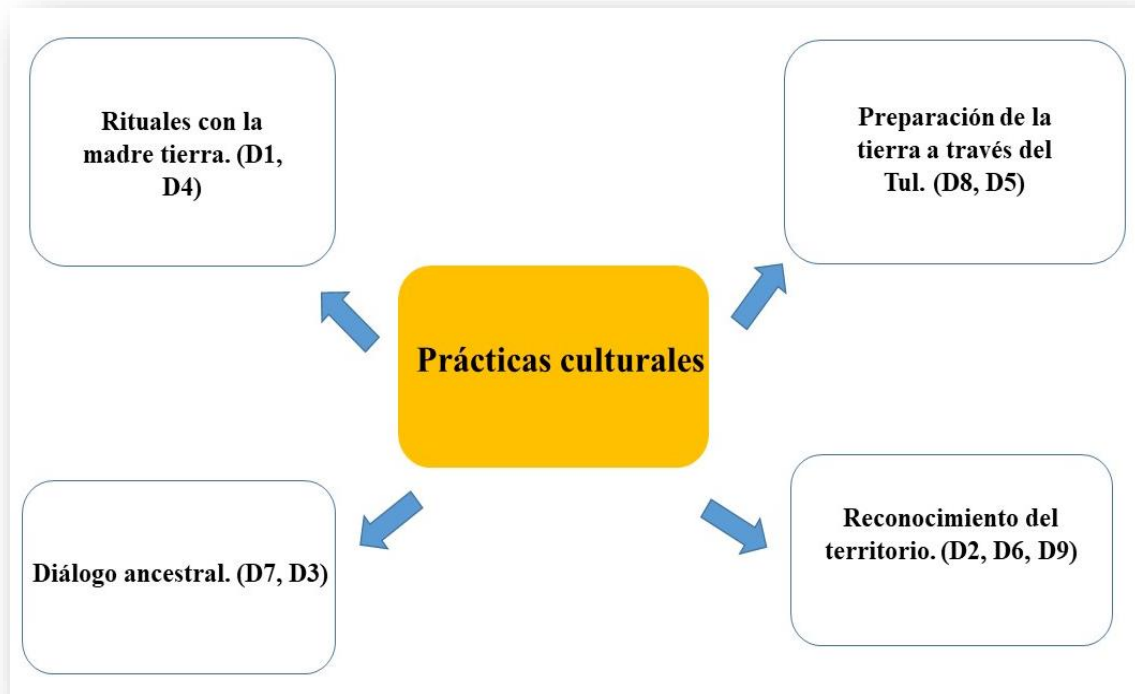 Rituales con la
madre tierra. (D1,
D4)
Preparación de la
tierra a través del
Tul. (D8, D5)
Prácticas culturales
Diálogo ancestral. (D7, D3)
Reconocimiento del
territorio. (D2, D6, D9)